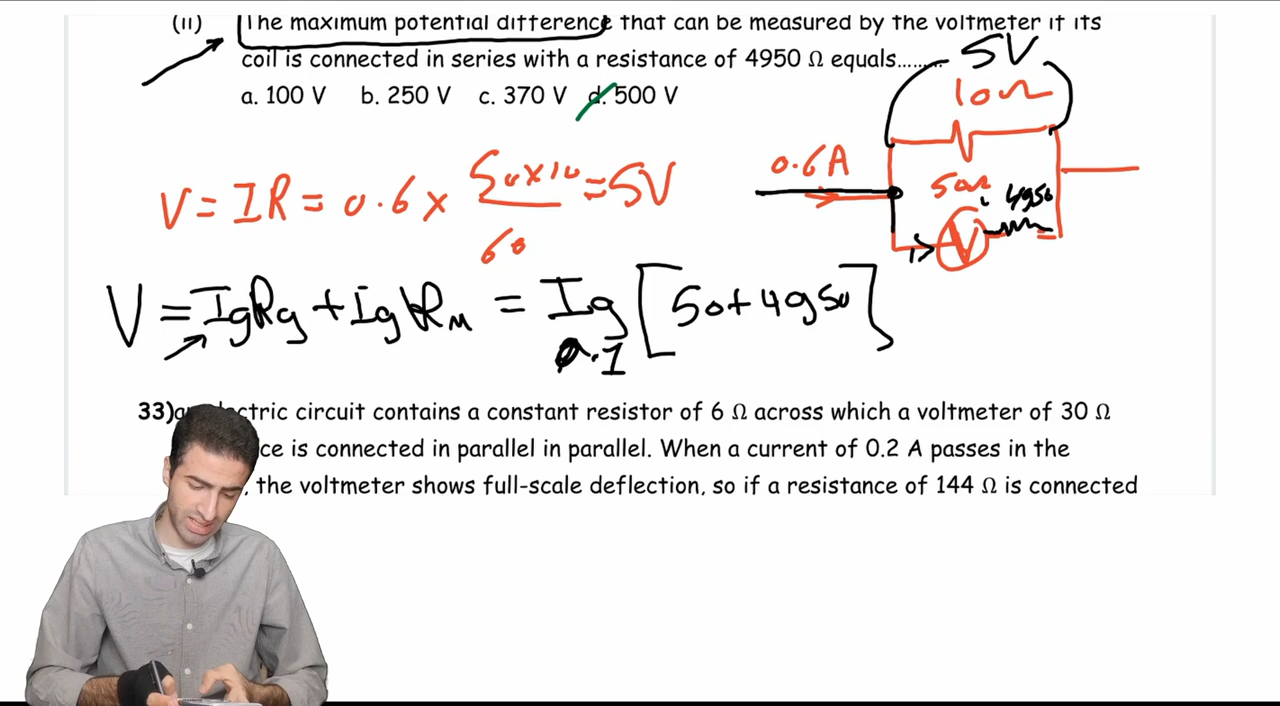 (ii) The maximum potential difference that can be measured by the voltmeter if its
coil is connected in series with a resistance of 4950 Ω equals.........
a. 100 V b. 250 V c. 370 V d. 500 V
5V
10Ω
0.6A
50Ω 4950
V
V = IR = 0.6 × 50×10/60 = 5V
V = IgRg + IgRm = Ig [50+4950]
0.1
33) ctric circuit contains a constant resistor of 6 Ω across which a voltmeter of 30 Ω
ce is connected in parallel in parallel. When a current of 0.2 A passes in the
, the voltmeter shows full-scale deflection, so if a resistance of 144 Ω is connected